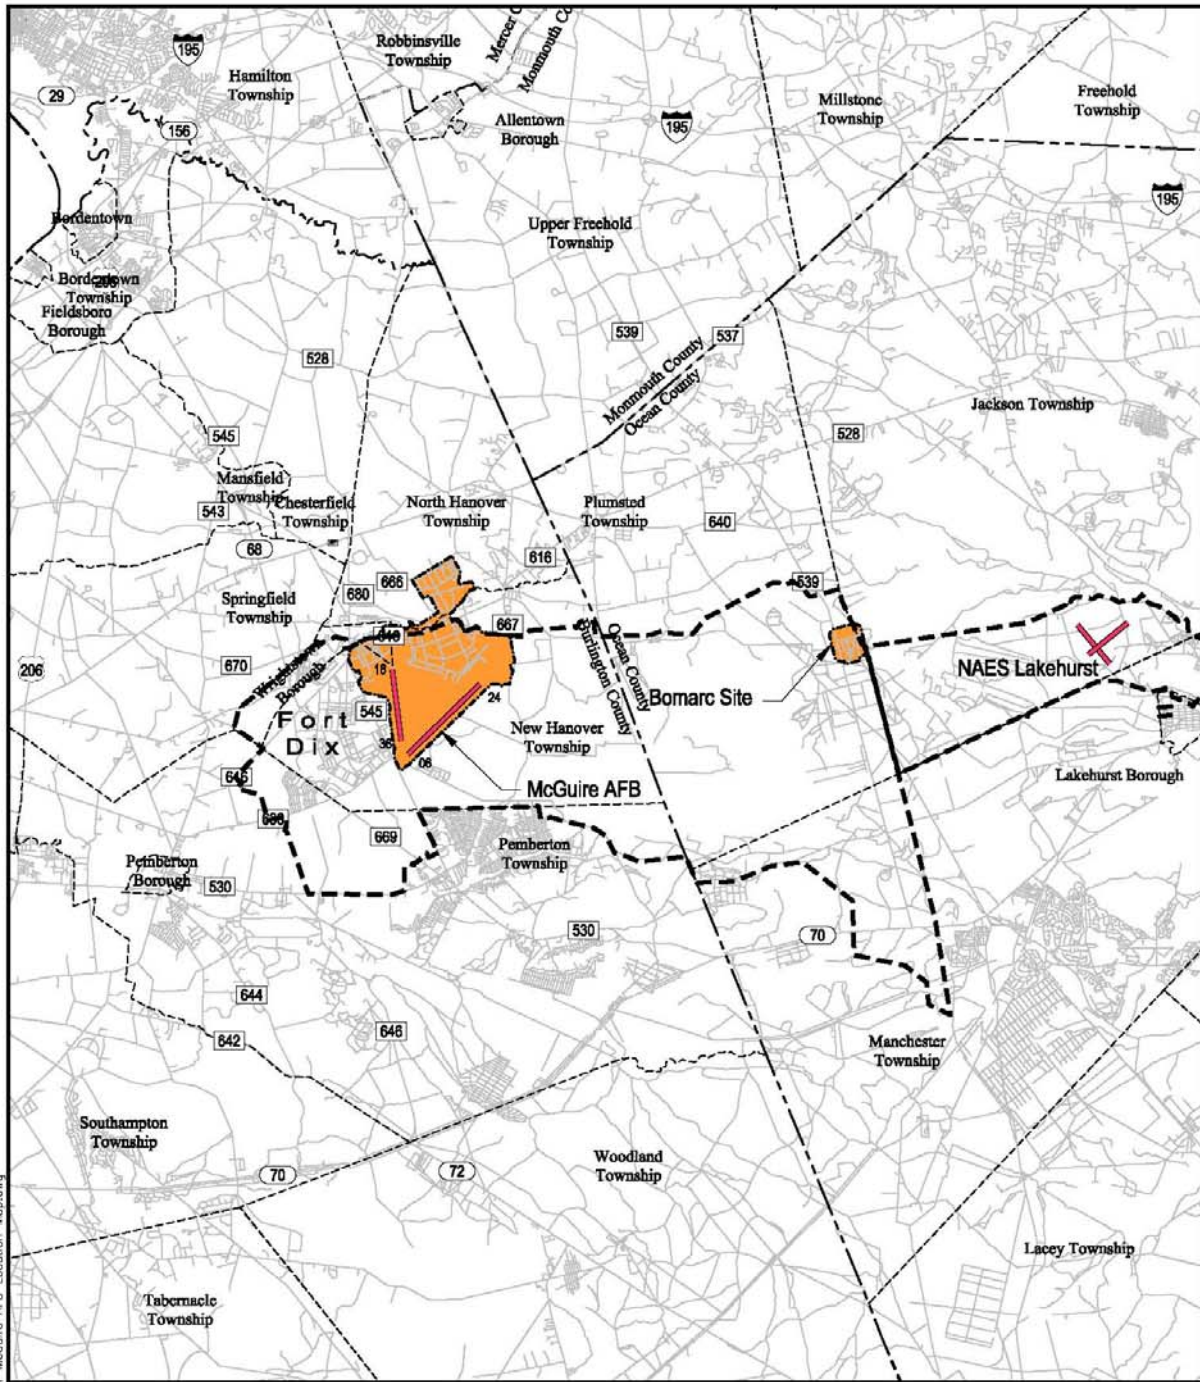 195
Robbinsville
Township
Monmouth Co
Hamilton
Township
29
156
Allentown
Borough
195
Millstone
Township
Freehold
Township
195
Bordentown
Upper Freehold
Township
Bordentown
Township
Fieldsboro
Borough
528
539
537
Monmouth County
Ocean County
Jackson Township
528
545
Mansfield
Township
543
Chesterfield
Township
North Hanover
Township
Plumsted
Township
640
68
616
666
680
539
Springfield
Township
667
670
206
Wrightstown
Borough
18
Ocean County
Burlington County
NAES Lakehurst
Bomarc Site
24
545
Fort
Dix
36
06
New Hanover
Township
McGuire AFB
Lakehurst Borough
646
669
Pemberton
Township
Pemberton
Borough
530
530
70
644
646
642
Manchester
Township
Southampton
Township
70
72
Woodland
Township
Lacey Township
Tabernacle
Township